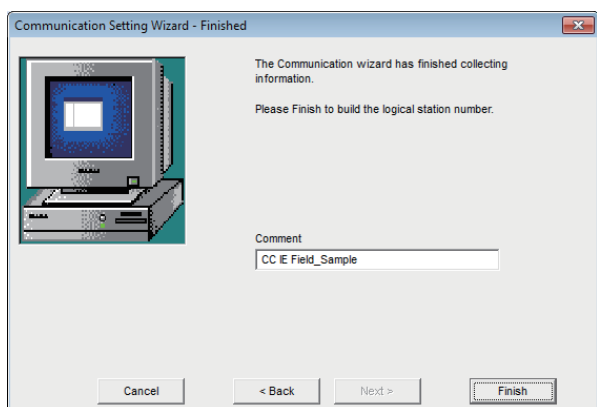 Communication Setting Wizard - Finished
The Communication wizard has finished collecting
information.
Please Finish to build the logical station number.
Comment
CC IE Field_Sample
Cancel
< Back
Next >
Finish